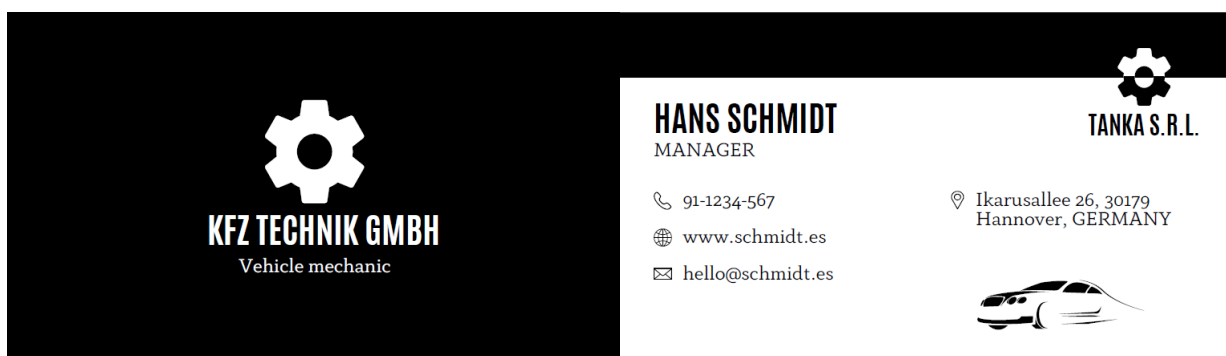 KFZ TECHNIK GMBH
Vehicle mechanic
TANKA S.R.L.
HANS SCHMIDT
MANAGER
91-1234-567
www.schmidt.es
hello@schmidt.es
Ikarusallee 26, 30179
Hannover, GERMANY